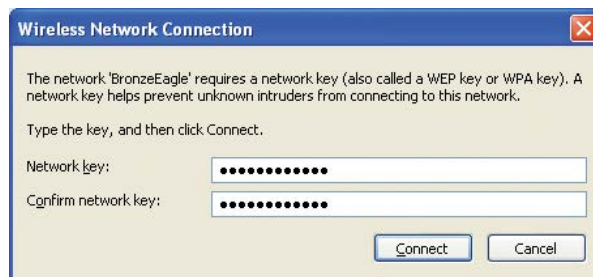 Wireless Network Connection
The network 'BronzeEagle' requires a network key (also called a WEP key or WPA key). A
network key helps prevent unknown intruders from connecting to this network.
Type the key, and then click Connect.
Network key: ••••••••••••
Confirm network key: ••••••••••••
Connect Cancel